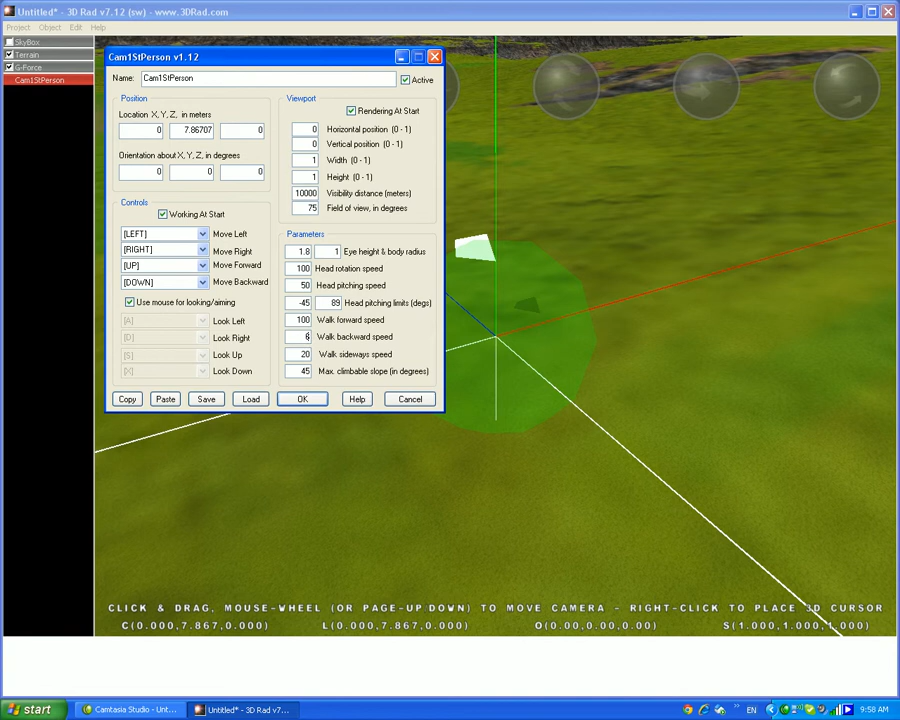 Untitled* - 3D Rad v7.12 (sw) - www.3DRad.com
Project Object Edit Help
SkyBox
Terrain
G-Force
Cam1StPerson
Cam1StPerson v1.12
Name: Cam1StPerson Active
Position
Location X, Y, Z, in meters
0 7.86707 0
Orientation about X, Y, Z, in degrees
0 0 0
Controls
Working At Start
[LEFT] Move Left
[RIGHT] Move Right
[UP] Move Forward
[DOWN] Move Backward
Use mouse for looking/aiming
[A] Look Left
[D] Look Right
[S] Look Up
[X] Look Down
Viewport
Rendering At Start
0 Horizontal position (0 - 1)
0 Vertical position (0 - 1)
1 Width (0 - 1)
1 Height (0 - 1)
10000 Visibility distance (meters)
75 Field of view, in degrees
Parameters
1.8 1 Eye height & body radius
100 Head rotation speed
50 Head pitching speed
-45 89 Head pitching limits (degs)
100 Walk forward speed
6 Walk backward speed
20 Walk sideways speed
45 Max. climbable slope (in degrees)
Copy Paste Save Load OK Help Cancel
CLICK & DRAG, MOUSE-WHEEL (OR PAGE-UP DOWN) TO MOVE CAMERA - RIGHT-CLICK TO PLACE 3D CURSOR
C(0.000,7.867,0.000) L(0.000,7.867,0.000) O(0.00,0.00,0.00) S(1.000,1.000,1.000)
start Camtasia Studio - Unt... Untitled* - 3D Rad v7... EN 9:58 AM